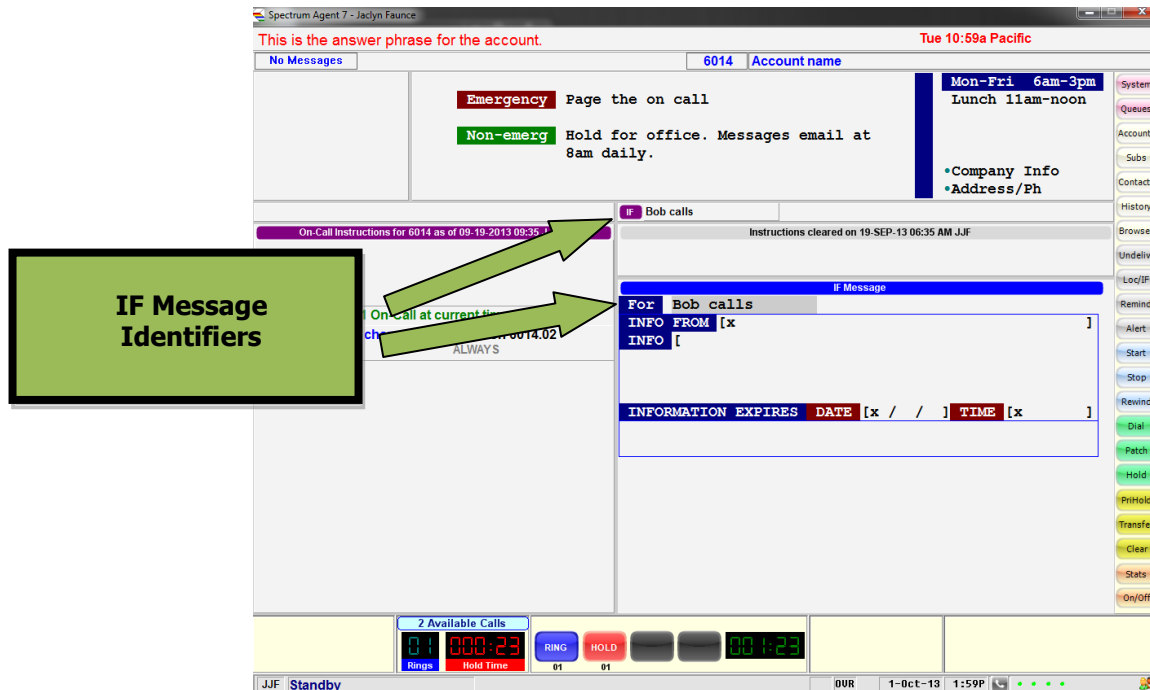 Spectrum Agent 7 - Jaclyn Faunce
This is the answer phrase for the account.
Tue 10:59a Pacific
No Messages
6014 Account name
Emergency Page the on call
Non-emerg Hold for office. Messages email at
8am daily.
Mon-Fri 6am-3pm
Lunch 11am-noon
•Company Info
•Address/Ph
IF Bob calls
On-Call Instructions for 6014 as of 09-19-2013 09:35
Instructions cleared on 19-SEP-13 06:35 AM JJF
IF Message
Identifiers
On-Call at current
6014.02
ALWAYS
IF Message
For Bob calls
INFO FROM [x ]
INFO [
INFORMATION EXPIRES DATE [x / / ] TIME [x ]
System
Queues
Account
Subs
Contact
History
Browse
Undeliv
Loc/IF
Remind
Alert
Start
Stop
Rewind
Dial
Patch
Hold
PriHold
Transfe
Clear
Stats
On/Off
2 Available Calls
01 000:23
Rings Hold Time
RING HOLD
01 01
00 1:23
JJF Standby
OVR 1-Oct-13 1:59P